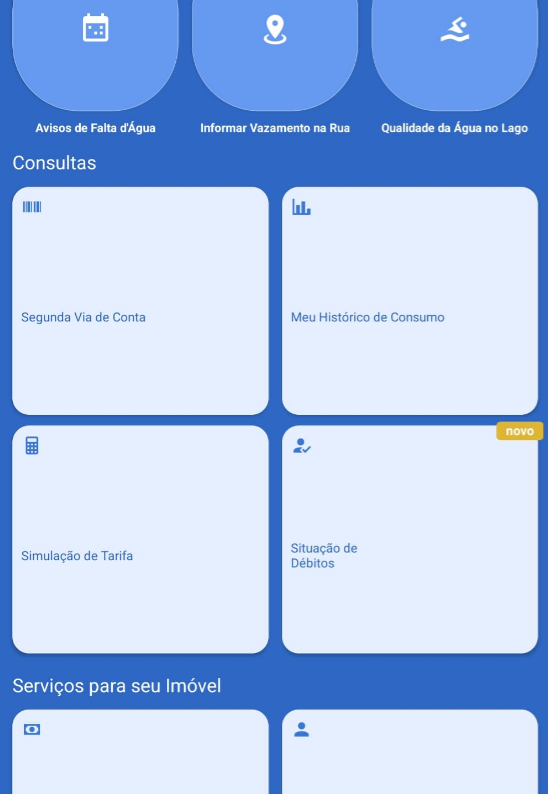 Avisos de Falta d'Água
Informar Vazamento na Rua
Qualidade da Água no Lago
Consultas
Segunda Via de Conta
Meu Histórico de Consumo
novo
Simulação de Tarifa
Situação de
Débitos
Serviços para seu Imóvel